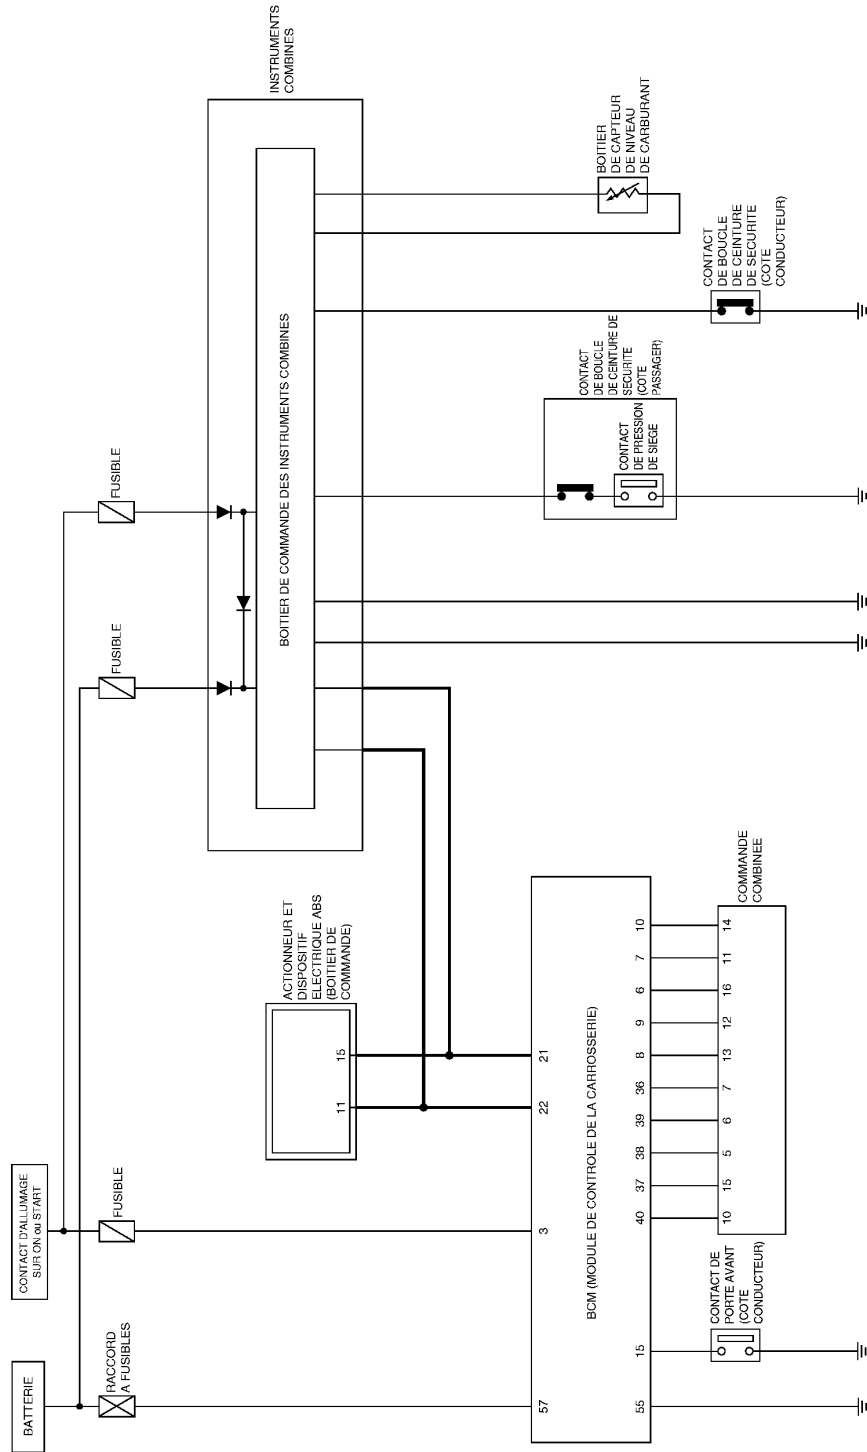 BATTERIE
CONTACT D'ALLUMAGE
SUR ON ou START
RACCORD
A FUSIBLES
FUSIBLE
FUSIBLE
FUSIBLE
ACTIONNEUR ET
DISPOSITIF
ELECTRIQUE ABS
(BOITIER DE
COMMANDE)
11
15
INSTRUMENTS
COMBINES
BOITIER DE COMMANDE DES INSTRUMENTS COMBINES
57
3
22
21
BCM (MODULE DE CONTROLE DE LA CARROSSERIE)
55
15
40
37
38
39
36
8
9
6
7
10
CONTACT DE
PORTE AVANT
(COTE
CONDUCTEUR)
10
15
5
6
7
13
12
16
11
14
COMMANDE
COMBINEE
CONTACT
DE BOUCLE
DE CEINTURE DE
SECURITE
(COTE
PASSAGER)
CONTACT
DE PRESSION
DE SIEGE
BOITIER
DE CAPTEUR
DE NIVEAU
DE CARBURANT
CONTACT
DE BOUCLE
DE CEINTURE
DE SECURITE
(COTE
CONDUCTEUR)